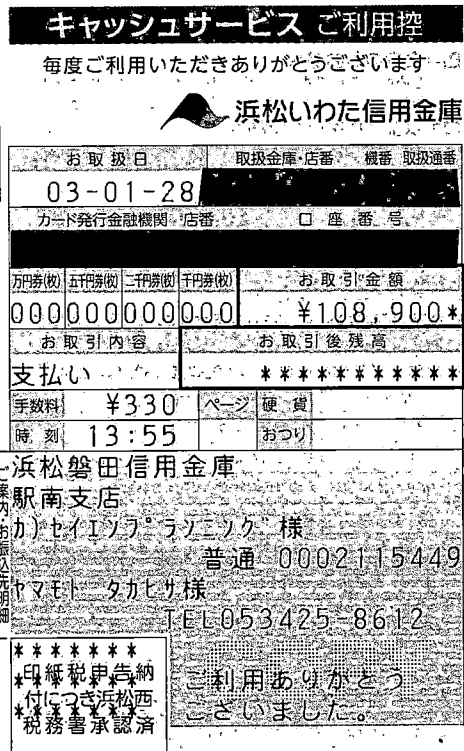 キャッシュサービス ご利用控
毎度ご利用いただきありがとうございます
浜松いわた信用金庫
お取扱日 取扱金庫・店番 機番 取扱通番
03-01-28
カード発行金融機関 店番 口座番号
万円券(枚) 五千円券(枚) 二千円券(枚) 千円券(枚) お取引金額
000 000 000 000 ¥108,900*
お取引内容 お取引後残高
支払い ***********
手数料 ¥330 ページ 硬貨
時刻 13:55 おつり
浜松磐田信用金庫
駅南支店
カ)セイエンプランニング 様
普通 0002115449
ヤマモト タカヒサ様
TEL053425-8612
ご案内・お振込先明細
*******
印紙税申告納
付につき浜松西
税務署承認済
ご利用ありがとう
ございました。